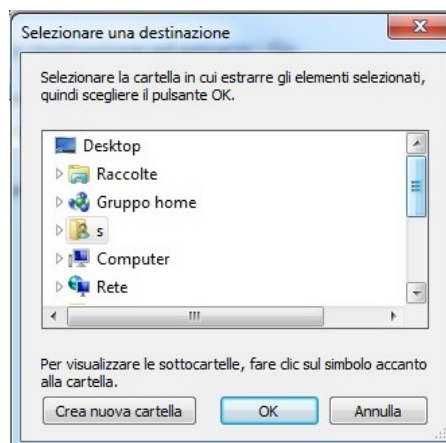 Selezionare una destinazione
Selezionare la cartella in cui estrarre gli elementi selezionati,
quindi scegliere il pulsante OK.
Desktop
Raccolte
Gruppo home
s
Computer
Rete
Per visualizzare le sottocartelle, fare clic sul simbolo accanto
alla cartella.
Crea nuova cartella OK Annulla